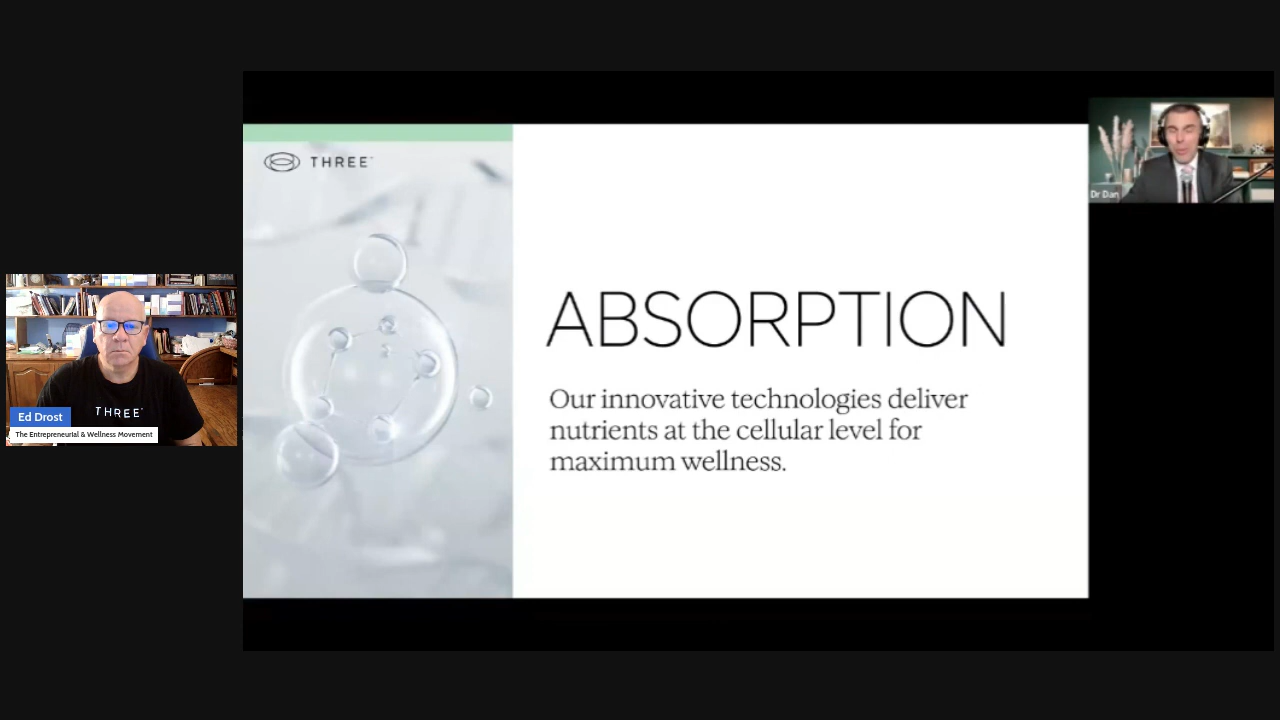 THREE
ABSORPTION
Our innovative technologies deliver
nutrients at the cellular level for
maximum wellness.
Dr Dan
THREE
Ed Drost
The Entrepreneurial & Wellness Movement